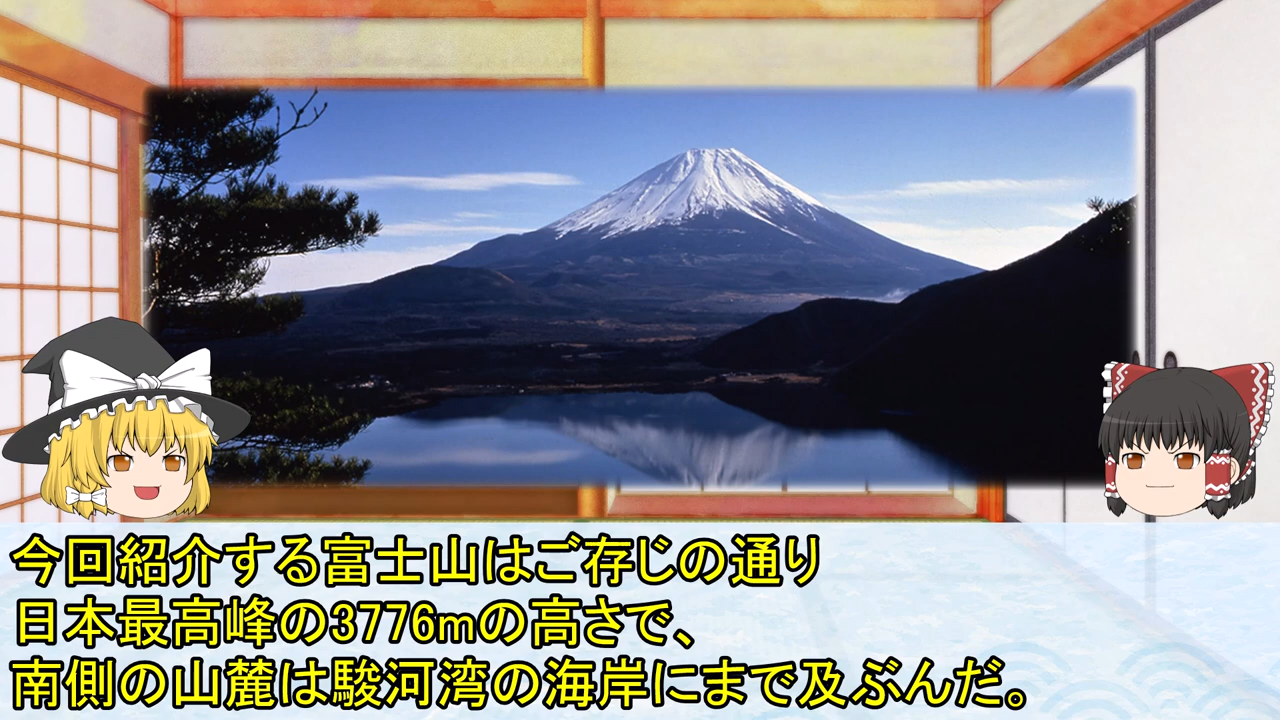 今回紹介する富士山はご存じの通り
日本最高峰の3776mの高さで、
南側の山麓は駿河湾の海岸にまで及ぶんだ。